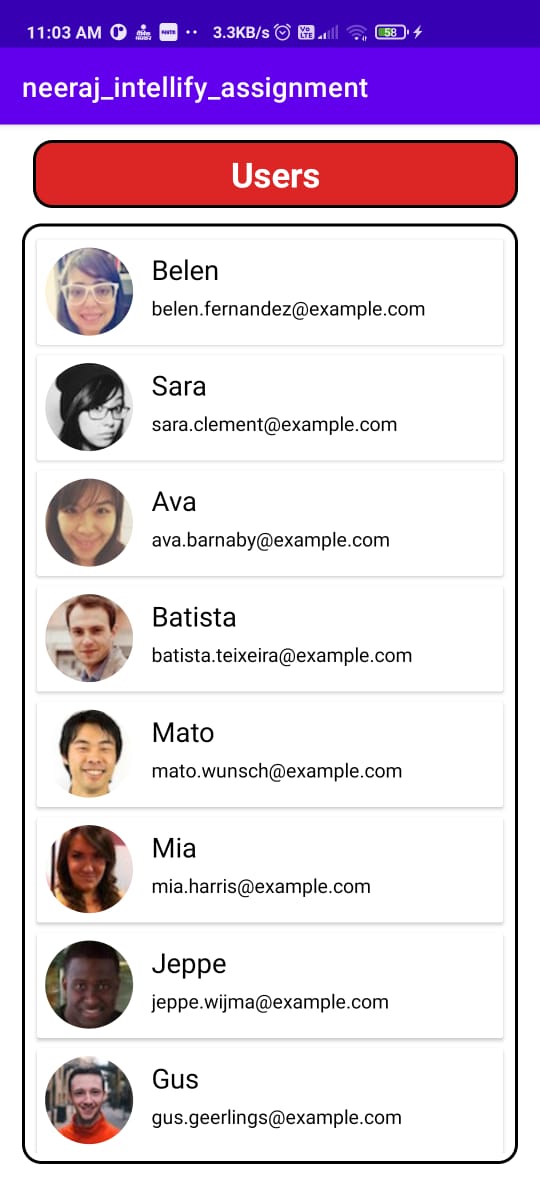 11:03 AM 3.3KB/s Vo LTE 58
neeraj_intellify_assignment
Users
Belen
belen.fernandez@example.com
Sara
sara.clement@example.com
Ava
ava.barnaby@example.com
Batista
batista.teixeira@example.com
Mato
mato.wunsch@example.com
Mia
mia.harris@example.com
Jeppe
jeppe.wijma@example.com
Gus
gus.geerlings@example.com